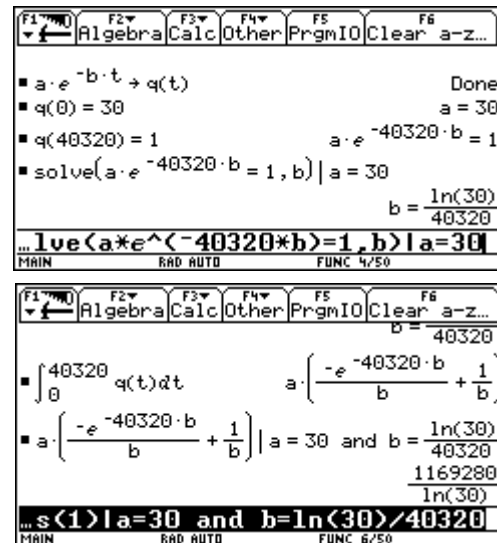 F1 F2 F3 F4 F5 F6
Algebra Calc Other PrgmIO Clear a-z…
▪ a·e^(-b·t) → q(t) Done
▪ q(0) = 30 a = 30
▪ q(40320) = 1 a·e^(-40320·b) = 1
▪ solve(a·e^(-40320·b) = 1, b) | a = 30
b = ln(30)/40320
…lve(a*e^(-40320*b)=1,b)|a=30
MAIN RAD AUTO FUNC 4/50
F1 F2 F3 F4 F5 F6
Algebra Calc Other PrgmIO Clear a-z…
b = 40320
▪ ∫₀^40320 q(t)dt a·(-e^(-40320·b)/b + 1/b)
▪ a·(-e^(-40320·b)/b + 1/b) | a = 30 and b = ln(30)/40320
1169280/ln(30)
…s(1)|a=30 and b=ln(30)/40320
MAIN RAD AUTO FUNC 6/50